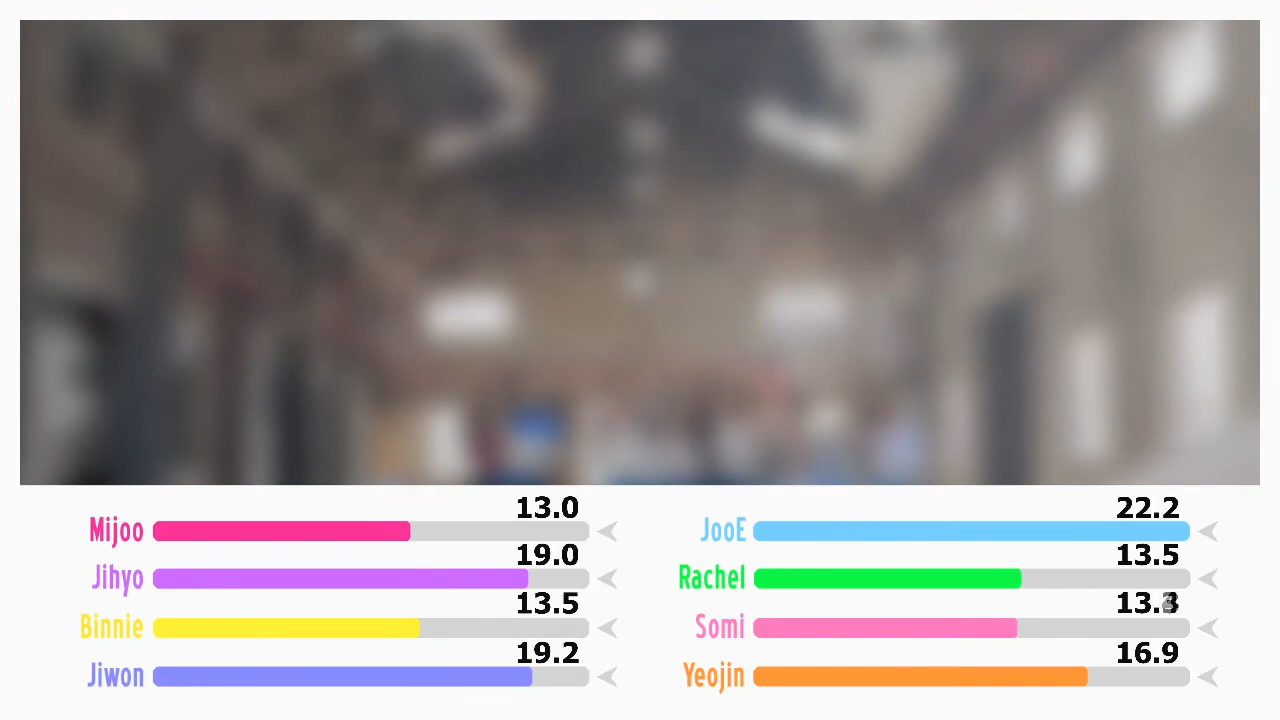 Mijoo 13.0
Jihyo 19.0
Binnie 13.5
Jiwon 19.2
JooE 22.2
Rachel 13.5
Somi
Yeojin 16.9